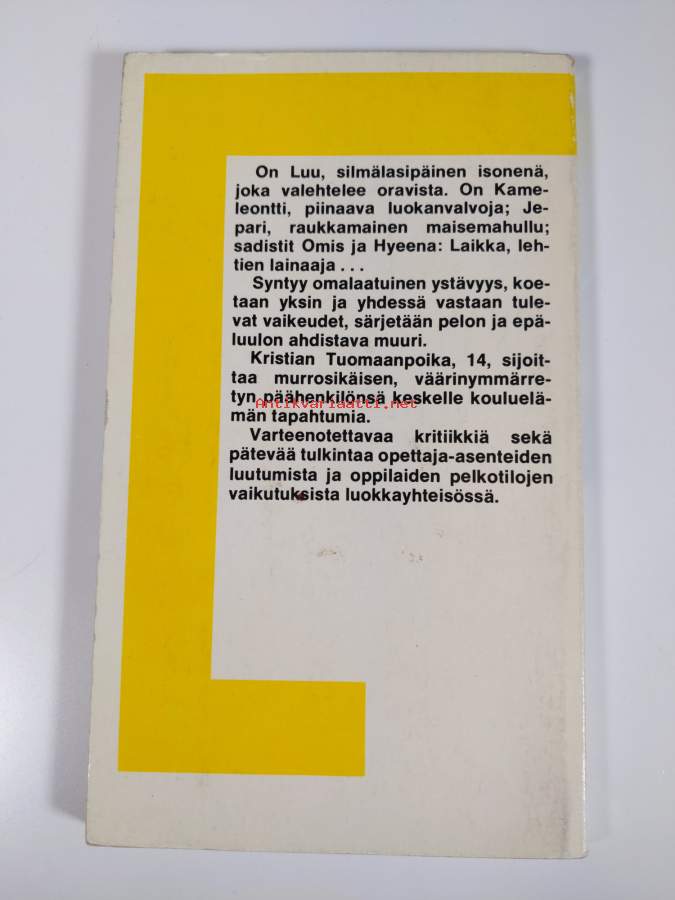 On Luu, silmälasipäinen isonenä,
joka valehtelee oravista. On Kame-
leontti, piinaava luokanvalvoja; Je-
pari, raukkamainen maisemahullu;
sadistit Omis ja Hyeena: Laikka, leh-
tien lainaaja . . .
Syntyy omalaatuinen ystävyys, koe-
taan yksin ja yhdessä vastaan tule-
vat vaikeudet, särjetään pelon ja epä-
luulon ahdistava muuri.
Kristian Tuomaanpoika, 14, sijoit-
taa murrosikäisen, väärinymmärre-
tyn päähenkilönsä keskelle kouluelä-
Antikvariaatti.net
män tapahtumia.
Varteenotettavaa kritiikkiä sekä
pätevää tulkintaa opettaja-asenteiden
luutumista ja oppilaiden pelkotilojen
vaikutuksista luokkayhteisössä.